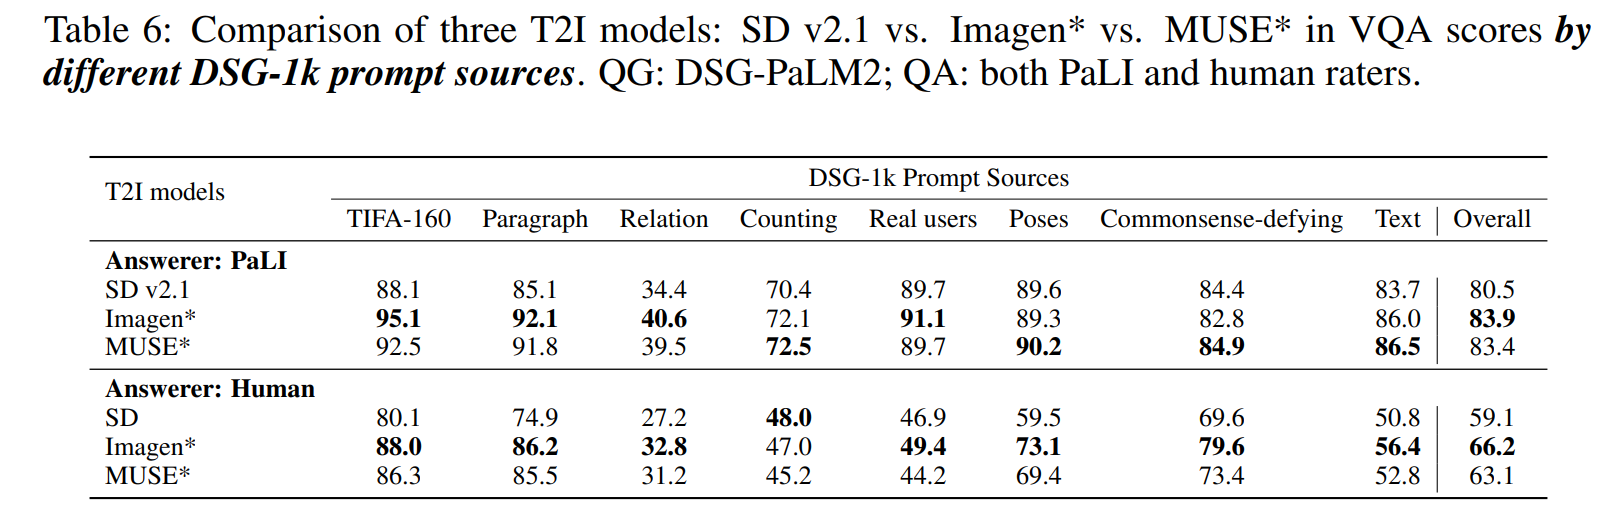 Table 6: Comparison of three T2I models: SD v2.1 vs. Imagen* vs. MUSE* in VQA scores by
different DSG-1k prompt sources. QG: DSG-PaLM2; QA: both PaLI and human raters.
T2I models
DSG-1k Prompt Sources
TIFA-160 Paragraph Relation Counting Real users Poses Commonsense-defying Text Overall
Answerer: PaLI
SD v2.1 88.1 85.1 34.4 70.4 89.7 89.6 84.4 83.7 80.5
Imagen* 95.1 92.1 40.6 72.1 91.1 89.3 82.8 86.0 83.9
MUSE* 92.5 91.8 39.5 72.5 89.7 90.2 84.9 86.5 83.4
Answerer: Human
SD 80.1 74.9 27.2 48.0 46.9 59.5 69.6 50.8 59.1
Imagen* 88.0 86.2 32.8 47.0 49.4 73.1 79.6 56.4 66.2
MUSE* 86.3 85.5 31.2 45.2 44.2 69.4 73.4 52.8 63.1